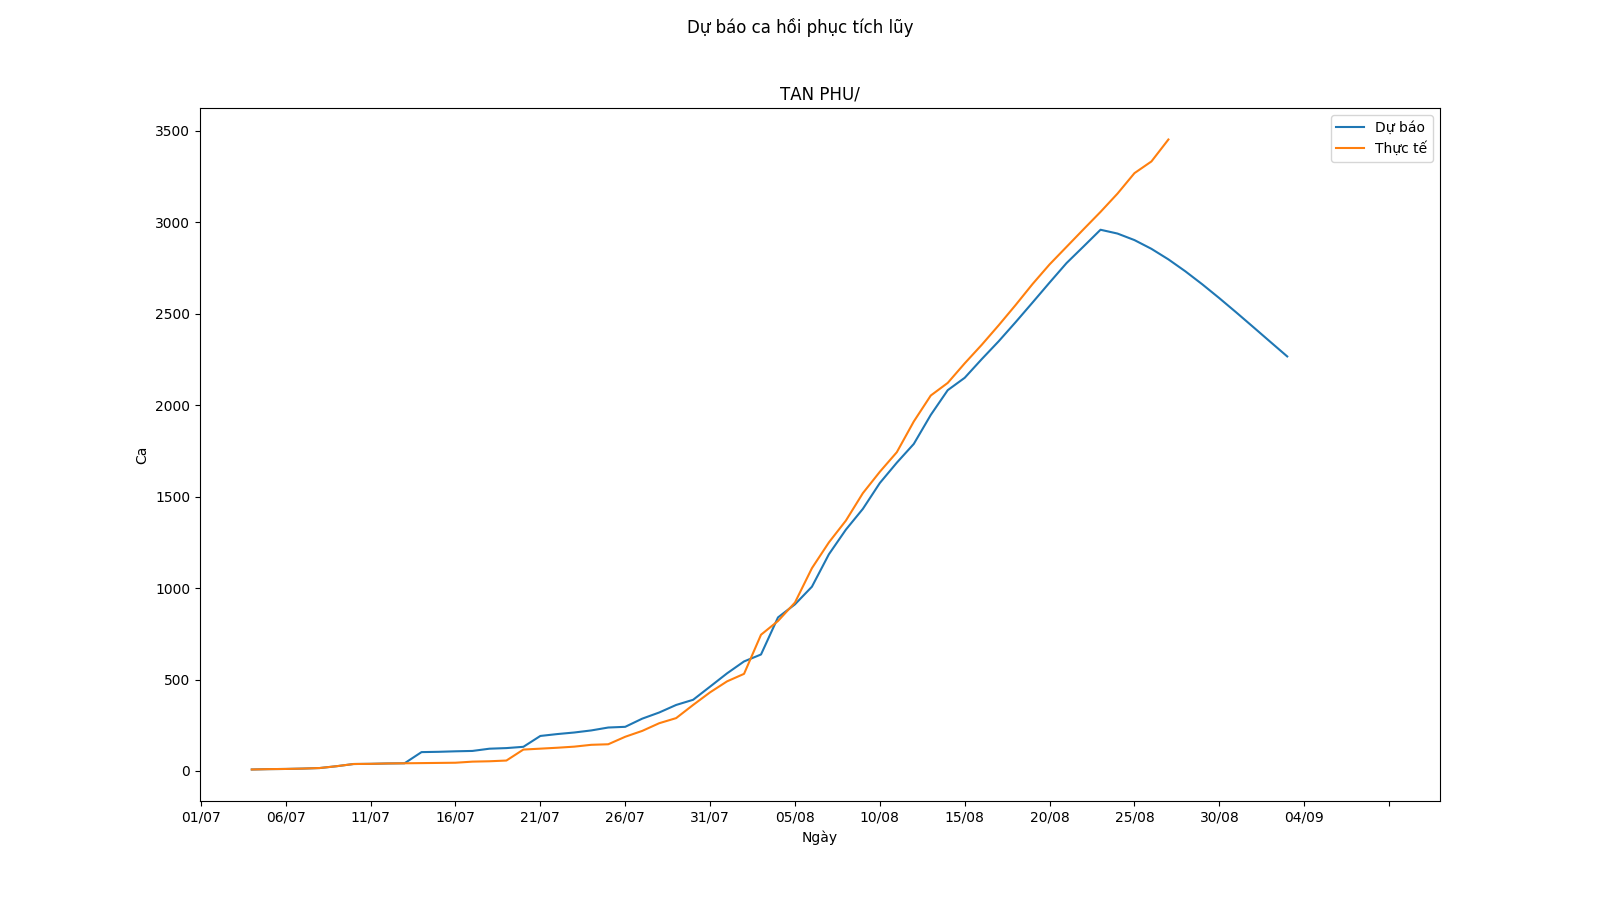 Dự báo ca hồi phục tích lũy
TAN PHU/
Dự báo
Thực tế
3500
3000
2500
2000
1500
1000
500
0
Ca
01/07 06/07 11/07 16/07 21/07 26/07 31/07 05/08 10/08 15/08 20/08 25/08 30/08 04/09
Ngày